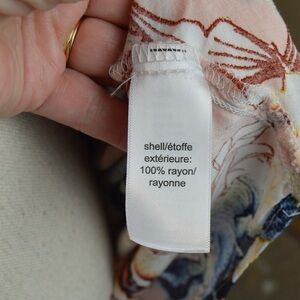 shell/étoffe
extérieure:
100% rayon/
rayonne